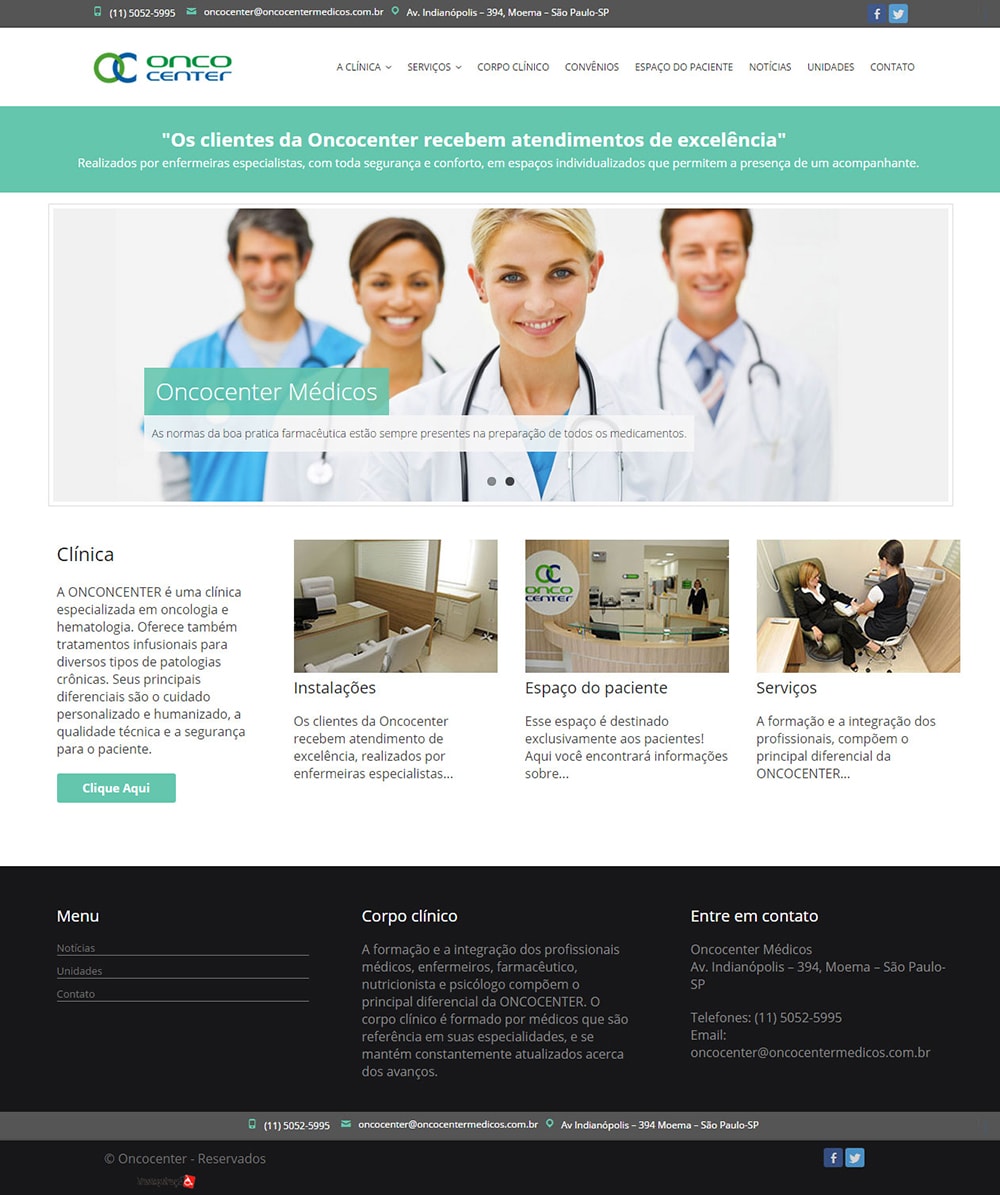 (11) 5052-5995 oncocenter@oncocentermedicos.com.br Av. Indianópolis – 394, Moema – São Paulo-SP
ONCO
CENTER
A CLÍNICA SERVIÇOS CORPO CLÍNICO CONVÊNIOS ESPAÇO DO PACIENTE NOTÍCIAS UNIDADES CONTATO
"Os clientes da Oncocenter recebem atendimentos de excelência"
Realizados por enfermeiras especialistas, com toda segurança e conforto, em espaços individualizados que permitem a presença de um acompanhante.
Oncocenter Médicos
As normas da boa pratica farmacêutica estão sempre presentes na preparação de todos os medicamentos.
Clínica
A ONCONCENTER é uma clínica
especializada em oncologia e
hematologia. Oferece também
tratamentos infusionais para
diversos tipos de patologias
crônicas. Seus principais
diferenciais são o cuidado
personalizado e humanizado, a
qualidade técnica e a segurança
para o paciente.
Clique Aqui
Instalações
Os clientes da Oncocenter
recebem atendimento de
excelência, realizados por
enfermeiras especialistas...
ONCO
CENTER
Espaço do paciente
Esse espaço é destinado
exclusivamente aos pacientes!
Aqui você encontrará informações
sobre...
Serviços
A formação e a integração dos
profissionais, compõem o
principal diferencial da
ONCOCENTER...
Menu
Notícias
Unidades
Contato
Corpo clínico
A formação e a integração dos profissionais
médicos, enfermeiros, farmacêutico,
nutricionista e psicólogo compõem o
principal diferencial da ONCOCENTER. O
corpo clínico é formado por médicos que são
referência em suas especialidades, e se
mantém constantemente atualizados acerca
dos avanços.
Entre em contato
Oncocenter Médicos
Av. Indianópolis – 394, Moema – São Paulo-
SP
Telefones: (11) 5052-5995
Email:
oncocenter@oncocentermedicos.com.br
(11) 5052-5995 oncocenter@oncocentermedicos.com.br Av Indianópolis – 394 Moema – São Paulo-SP
© Oncocenter - Reservados